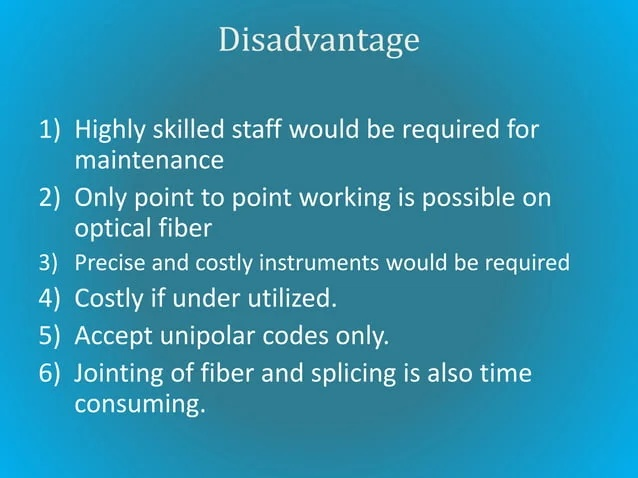 Disadvantage
1) Highly skilled staff would be required for
maintenance
2) Only point to point working is possible on
optical fiber
3) Precise and costly instruments would be required
4) Costly if under utilized.
5) Accept unipolar codes only.
6) Jointing of fiber and splicing is also time
consuming.